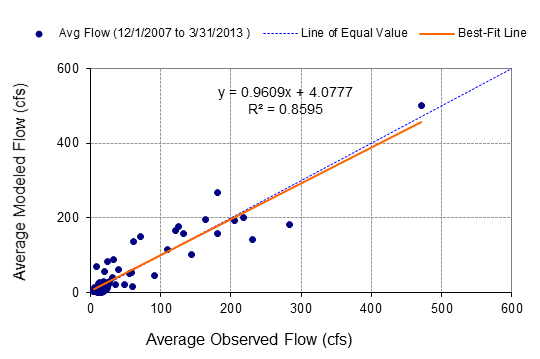 Avg Flow (12/1/2007 to 3/31/2013 ) Line of Equal Value Best-Fit Line
y = 0.9609x + 4.0777
R² = 0.8595
Average Modeled Flow (cfs)
600
400
200
0
0 100 200 300 400 500 600
Average Observed Flow (cfs)